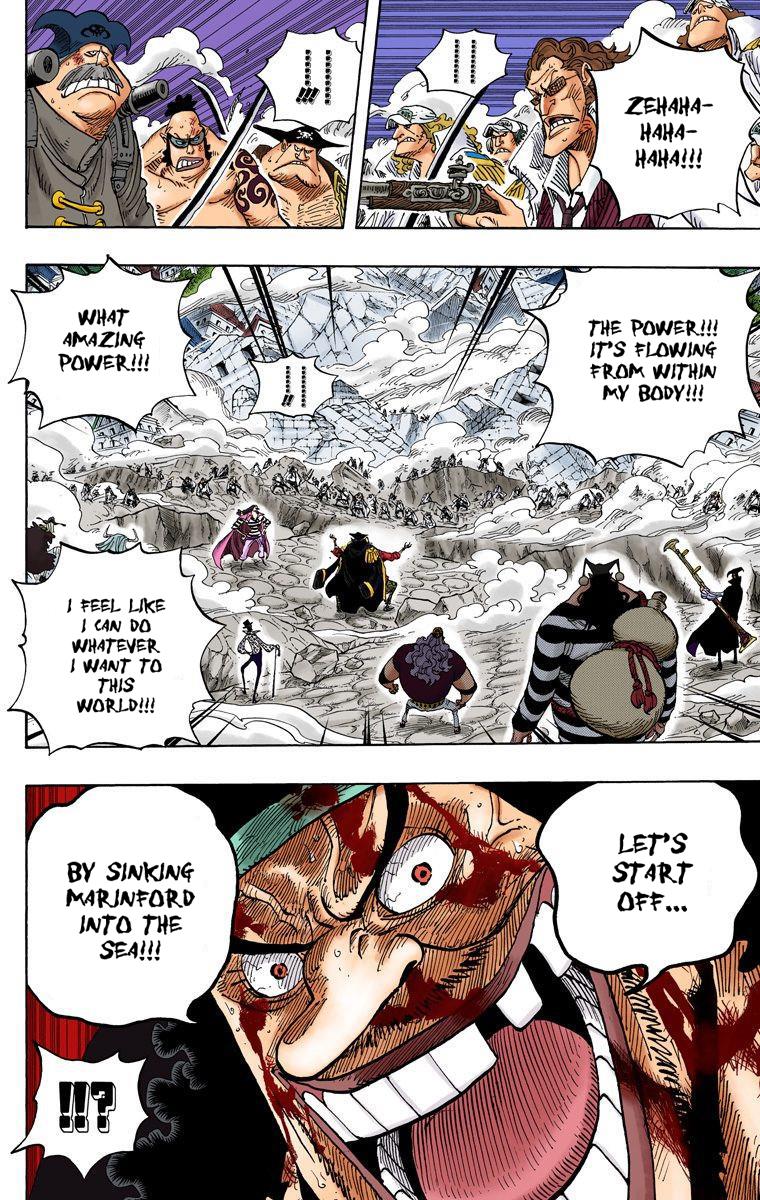 ZEHAHA-
HAHA-
HAHA!!!
!!!
THE POWER!!!
IT'S FLOWING
FROM WITHIN
MY BODY!!!
!!
WHAT
AMAZING
POWER!!!
I FEEL LIKE
I CAN DO
WHATEVER
I WANT TO
THIS
WORLD!!!
LET'S
START
OFF...
BY SINKING
MARINFORD
INTO THE
SEA!!!
!!?